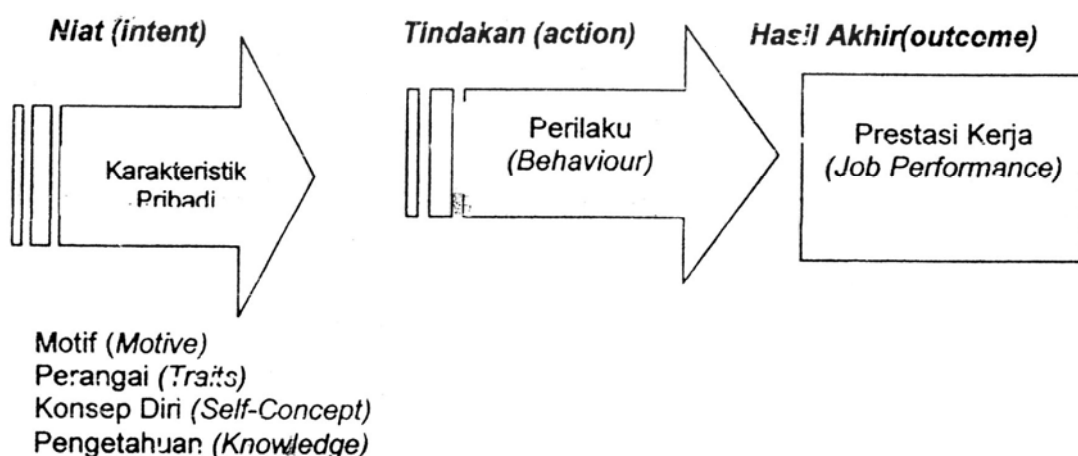 Niat (intent)
Tindakan (action)
Hasil Akhir(outcome)
Karakteristik
Pribadi
Perilaku
(Behaviour)
Prestasi Kerja
(Job Performance)
Motif (Motive)
Perangai (Traits)
Konsep Diri (Self-Concept)
Pengetahuan (Knowledge)